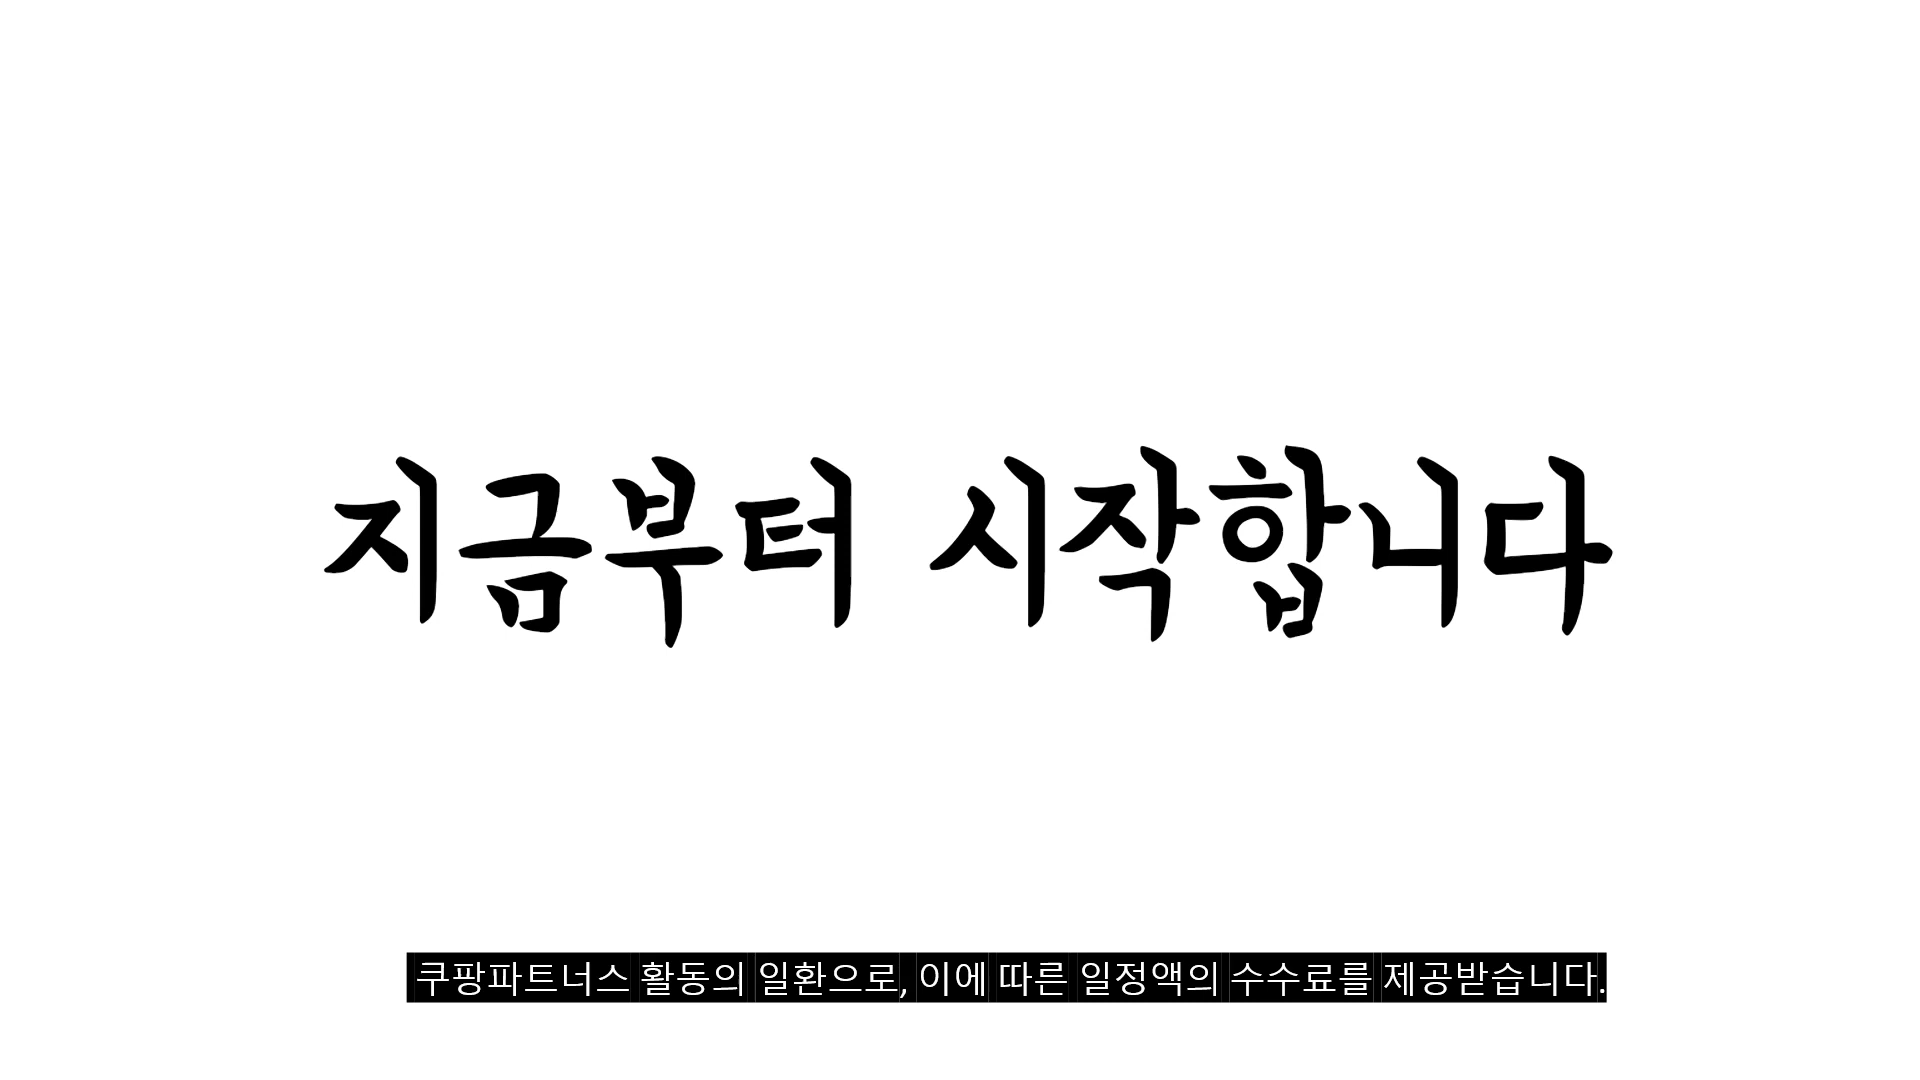 지금부터 시작합니다
쿠팡파트너스 활동의 일환으로, 이에 따른 일정액의 수수료를 제공받습니다.